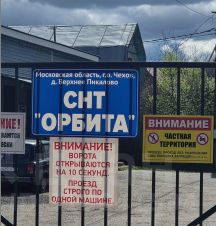 Московская область, г.о. Чехов,
д. Верхнее Пикалово
СНТ
"ОРБИТА"
ВНИМАНИЕ!
ВОРОТА
ОТКРЫВАЮТСЯ
НА 10 СЕКУНД.
ПРОЕЗД
СТРОГО ПО
ОДНОЙ МАШИНЕ.
ВНИМАНИЕ
ЧАСТНАЯ
ТЕРРИТОРИЯ